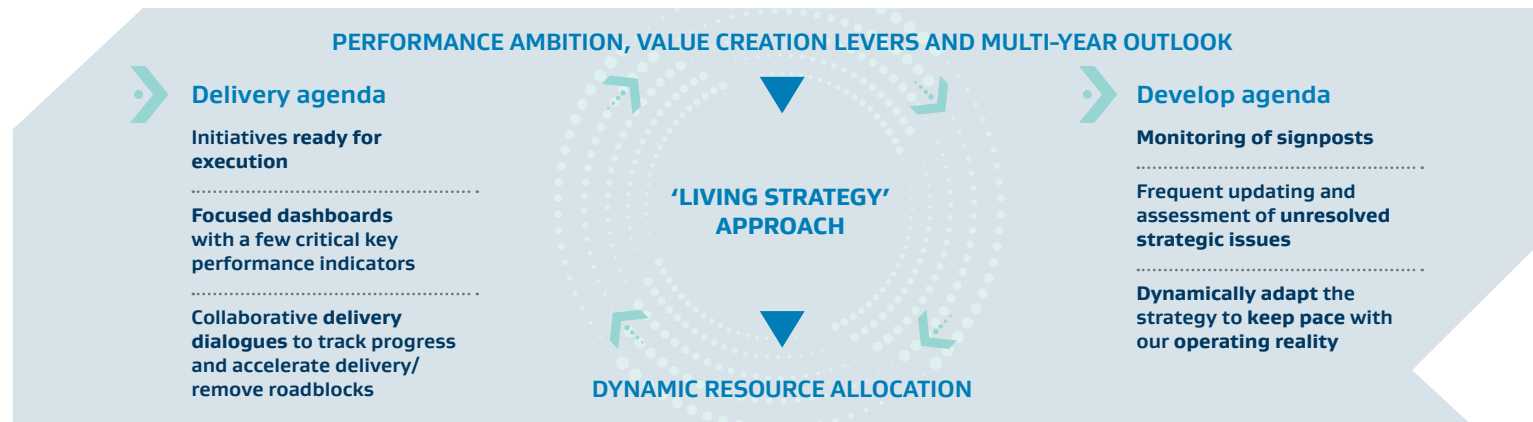 PERFORMANCE AMBITION, VALUE CREATION LEVERS AND MULTI-YEAR OUTLOOK
Delivery agenda
Initiatives ready for
execution
Focused dashboards
with a few critical key
performance indicators
Collaborative delivery
dialogues to track progress
and accelerate delivery/
remove roadblocks
‘LIVING STRATEGY’
APPROACH
DYNAMIC RESOURCE ALLOCATION
Develop agenda
Monitoring of signposts
Frequent updating and
assessment of unresolved
strategic issues
Dynamically adapt the
strategy to keep pace with
our operating reality